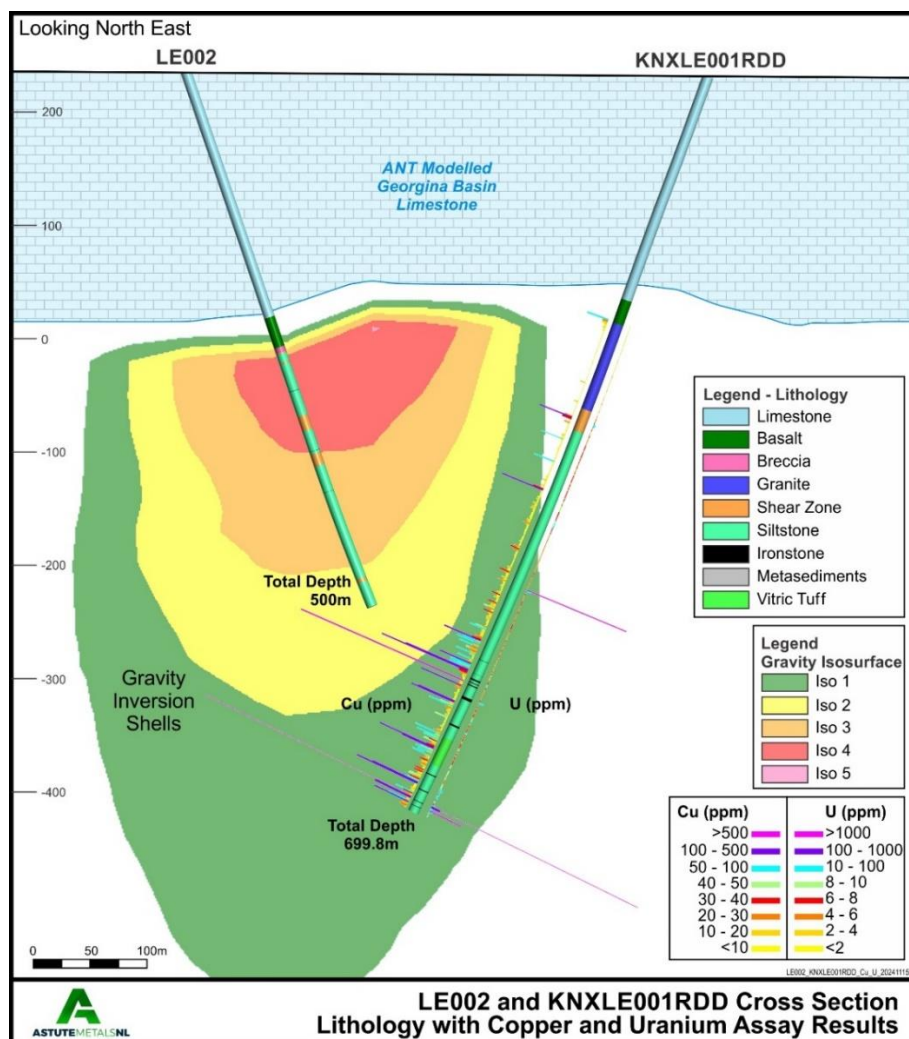 Looking North East
LE002
KNXLE001RDD
200
ANT Modelled
Georgina Basin
Limestone
100
0
-100
-200
-300
-400
Total Depth
500m
Gravity
Inversion
Shells
Cu (ppm)
U (ppm)
Total Depth
699.8m
Legend - Lithology
Limestone
Basalt
Breccia
Granite
Shear Zone
Siltstone
Ironstone
Metasediments
Vitric Tuff
Legend
Gravity Isosurface
Iso 1
Iso 2
Iso 3
Iso 4
Iso 5
Cu (ppm) U (ppm)
>500 >1000
100 - 500 100 - 1000
50 - 100 10 - 100
40 - 50 8 - 10
30 - 40 6 - 8
20 - 30 4 - 6
10 - 20 2 - 4
<10 <2
0 50 100m
LE002_KNXLE001RDD_Cu_U_20241115
ASTUTEMETALSNL
LE002 and KNXLE001RDD Cross Section
Lithology with Copper and Uranium Assay Results